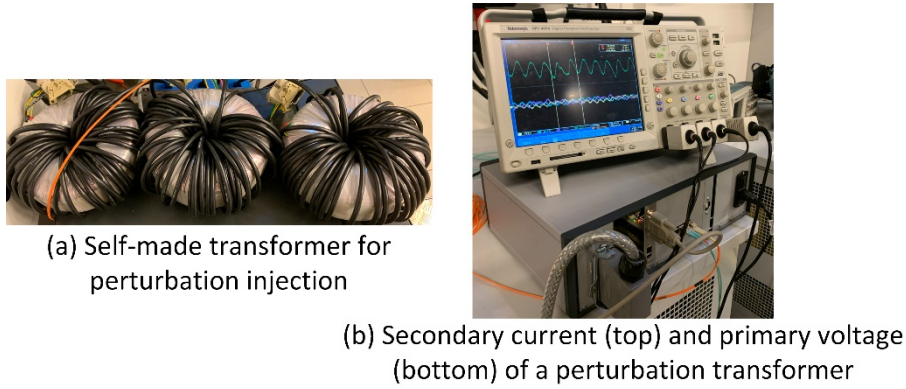 Tektronix
(a) Self-made transformer for
perturbation injection
(b) Secondary current (top) and primary voltage
(bottom) of a perturbation transformer